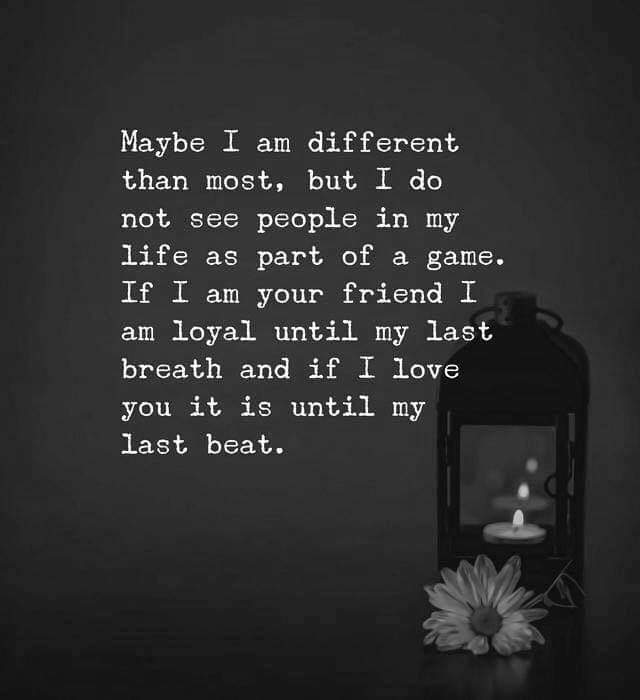 Maybe I am different
than most, but I do
not see people in my
life as part of a game.
If I am your friend I
am loyal until my last
breath and if I love
you it is until my
last beat.